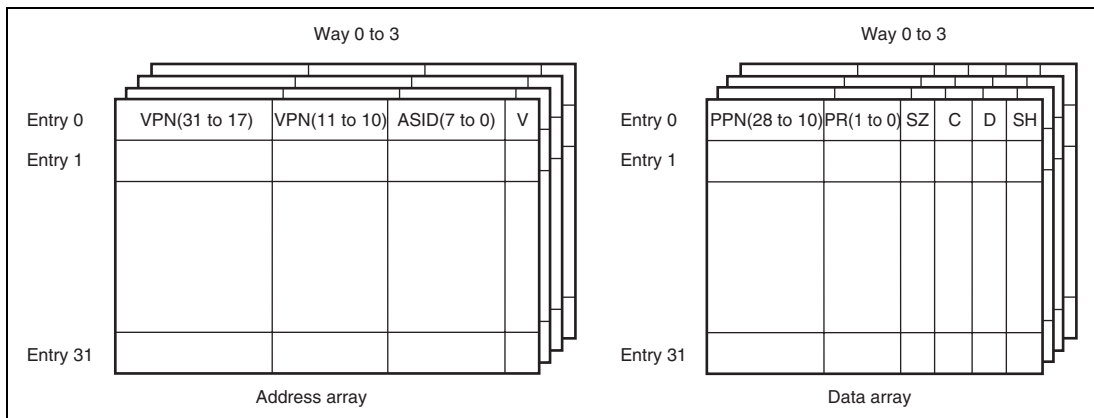 Way 0 to 3
Entry 0
VPN(31 to 17) VPN(11 to 10) ASID(7 to 0) V
Entry 1
Entry 31
Address array
Way 0 to 3
Entry 0
PPN(28 to 10) PR(1 to 0) SZ C D SH
Entry 1
Entry 31
Data array